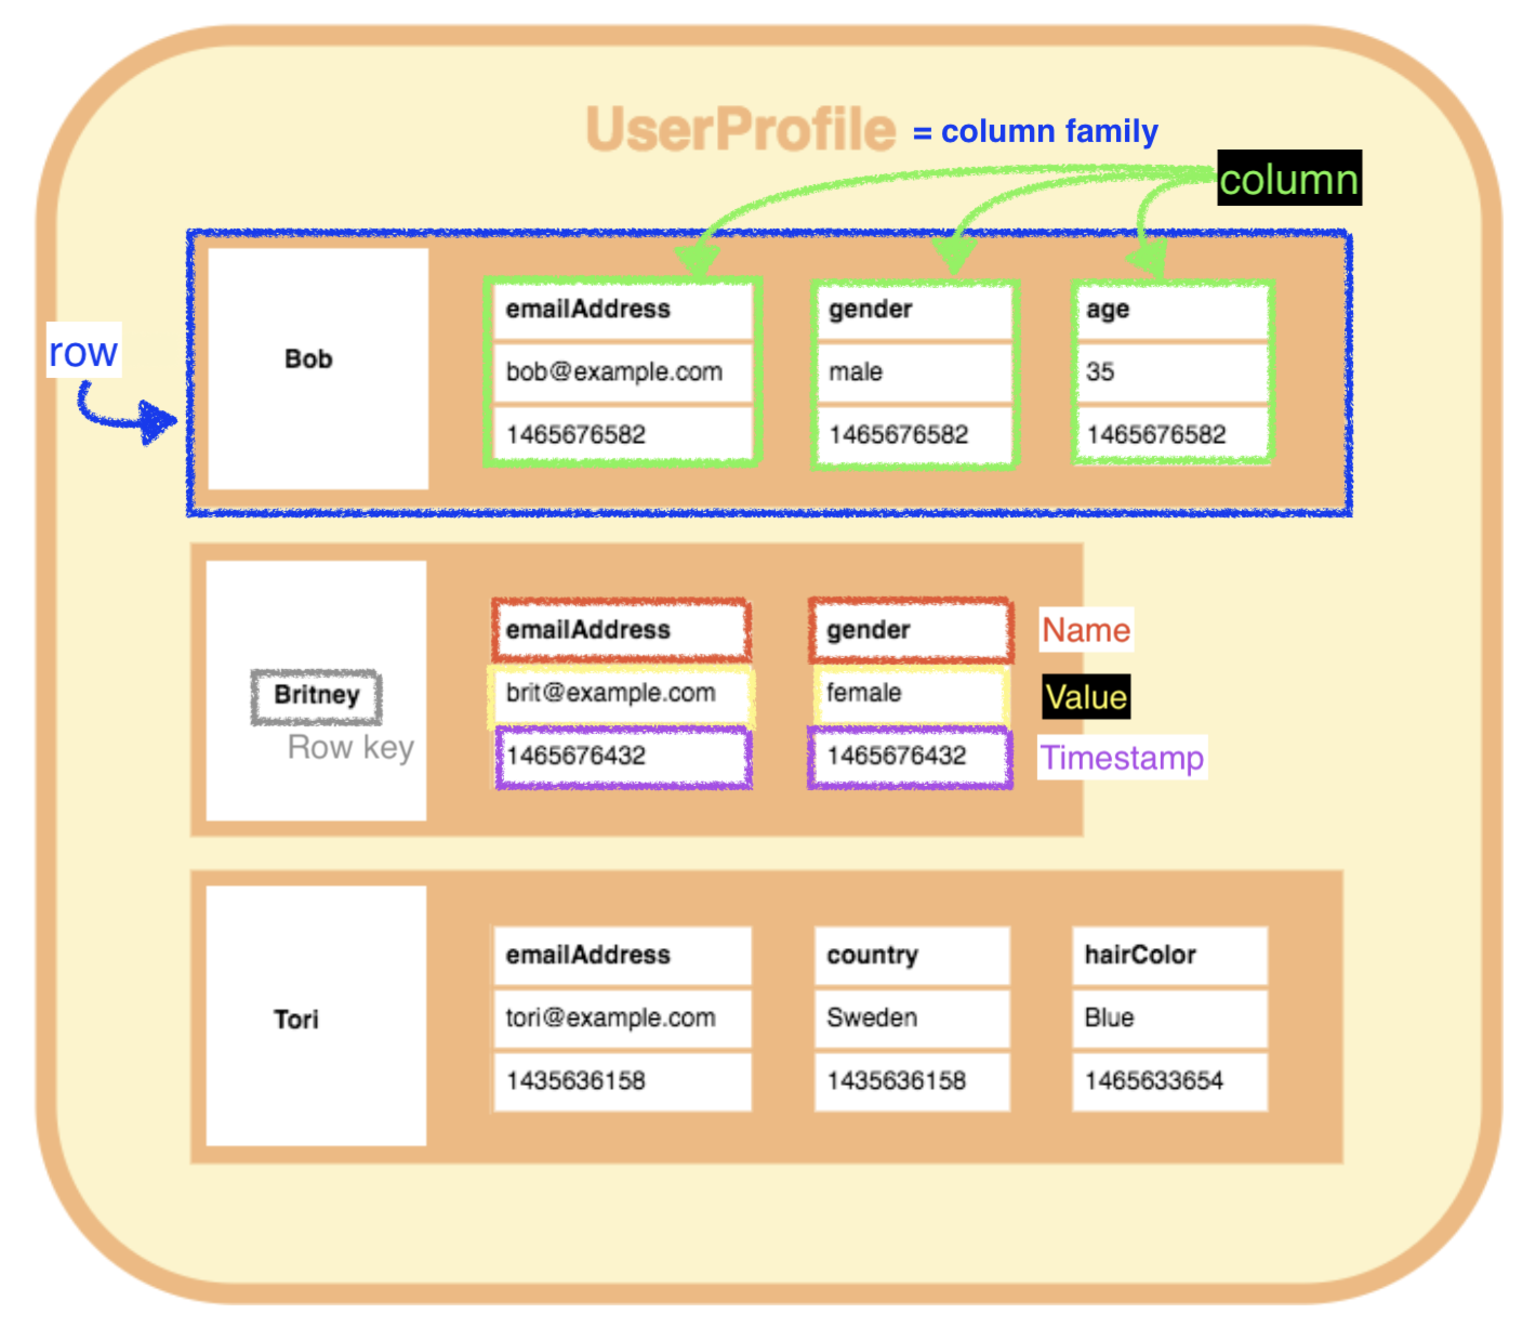 UserProfile = column family
column
row
Bob
emailAddress
bob@example.com
1465676582
gender
male
1465676582
age
35
1465676582
Britney
Row key
emailAddress
brit@example.com
1465676432
gender
female
1465676432
Name
Value
Timestamp
Tori
emailAddress
tori@example.com
1435636158
country
Sweden
1435636158
hairColor
Blue
1465633654